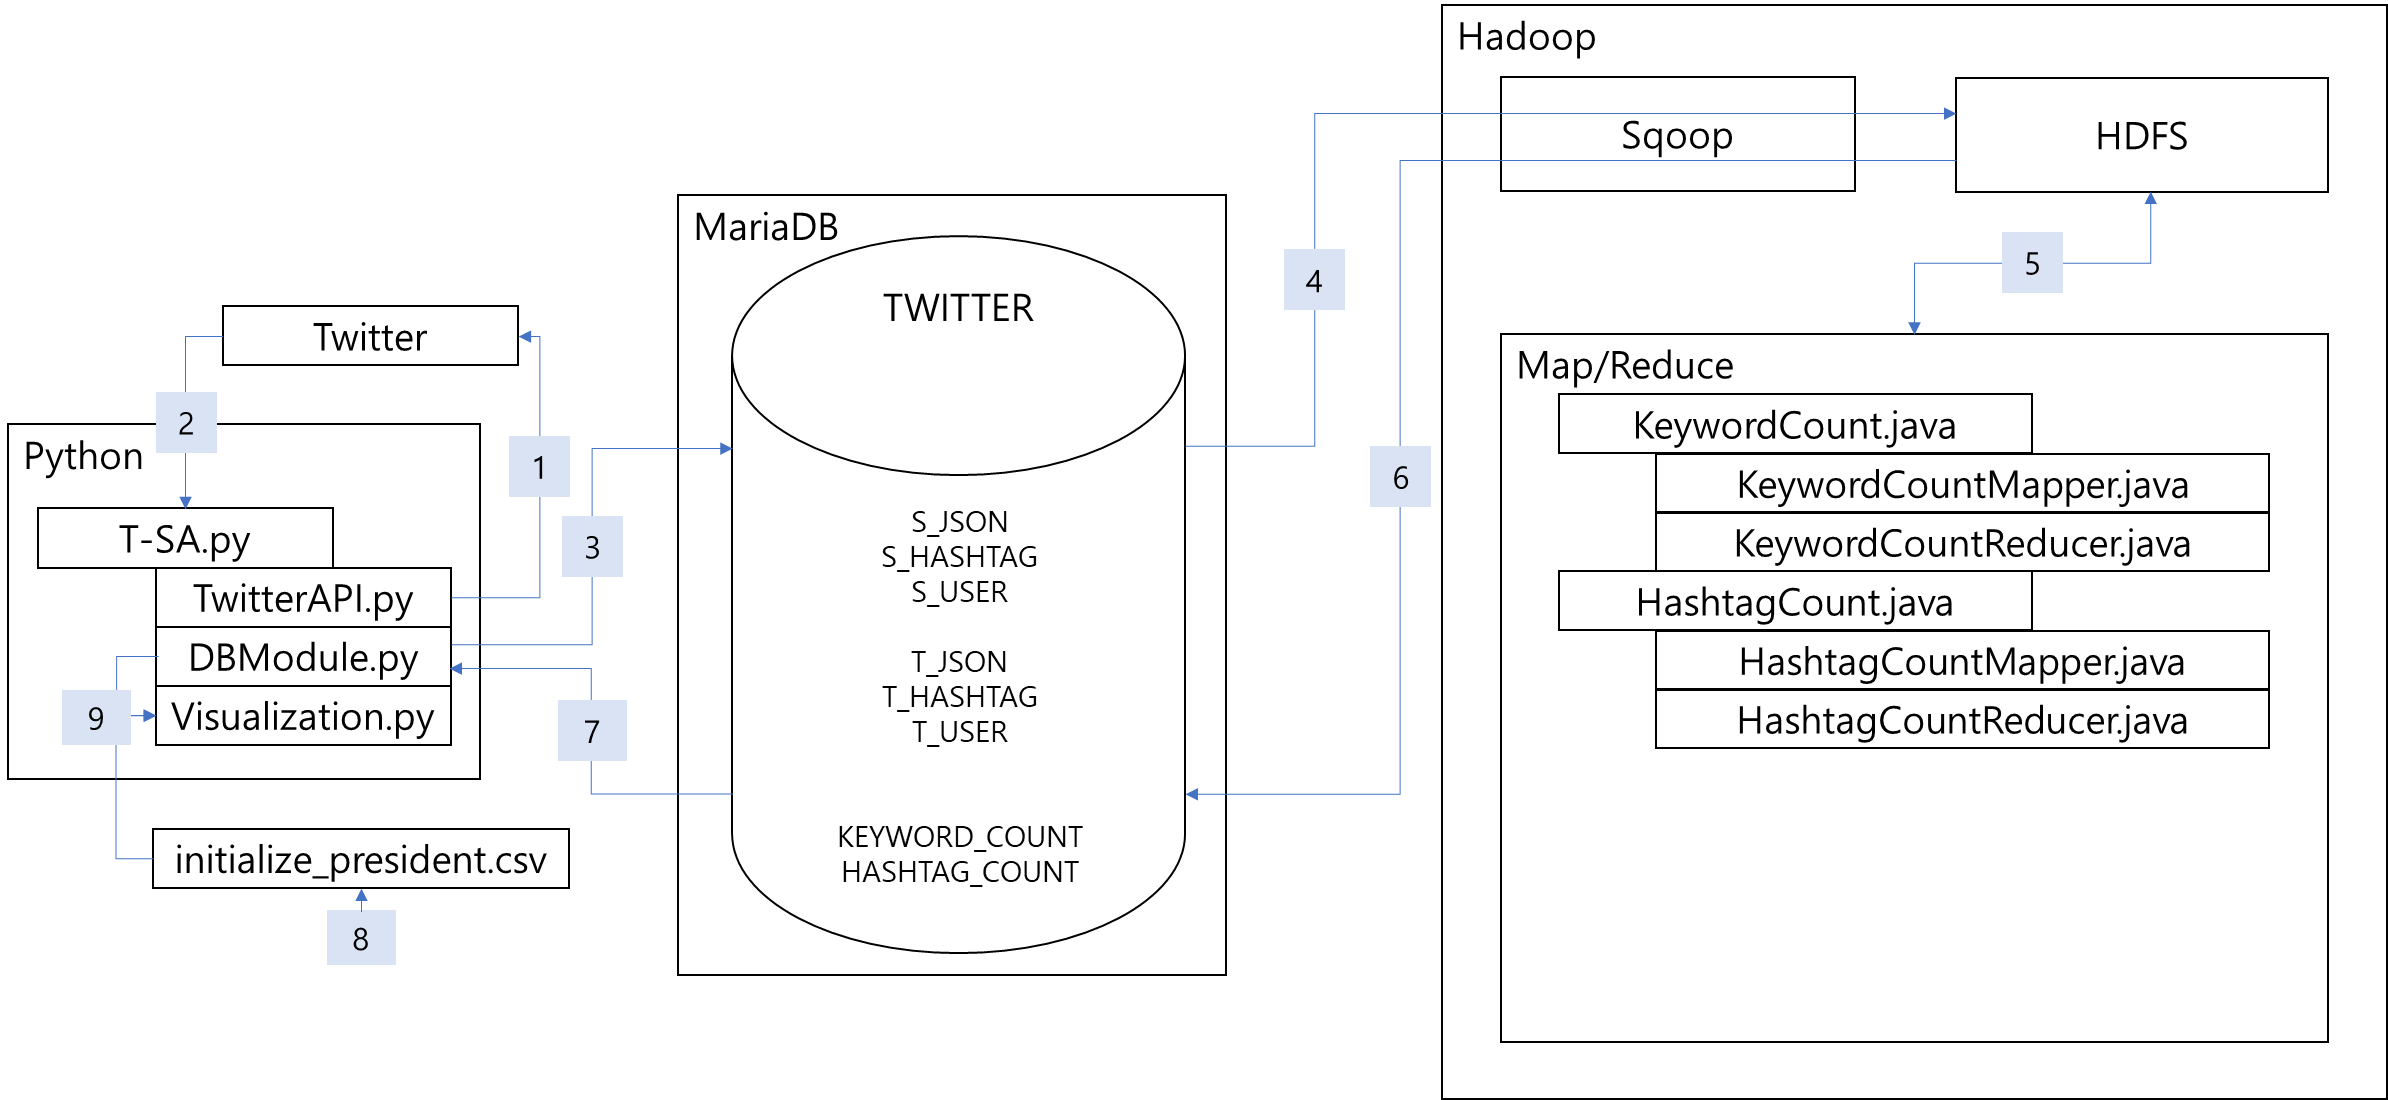 Hadoop
Sqoop
HDFS
MariaDB
TWITTER
4
5
Twitter
Map/Reduce
2
Python
1
6
KeywordCount.java
KeywordCountMapper.java
KeywordCountReducer.java
HashtagCount.java
HashtagCountMapper.java
HashtagCountReducer.java
T-SA.py
TwitterAPI.py
DBModule.py
Visualization.py
3
S_JSON
S_HASHTAG
S_USER
T_JSON
T_HASHTAG
T_USER
9
7
KEYWORD_COUNT
HASHTAG_COUNT
initialize_president.csv
8